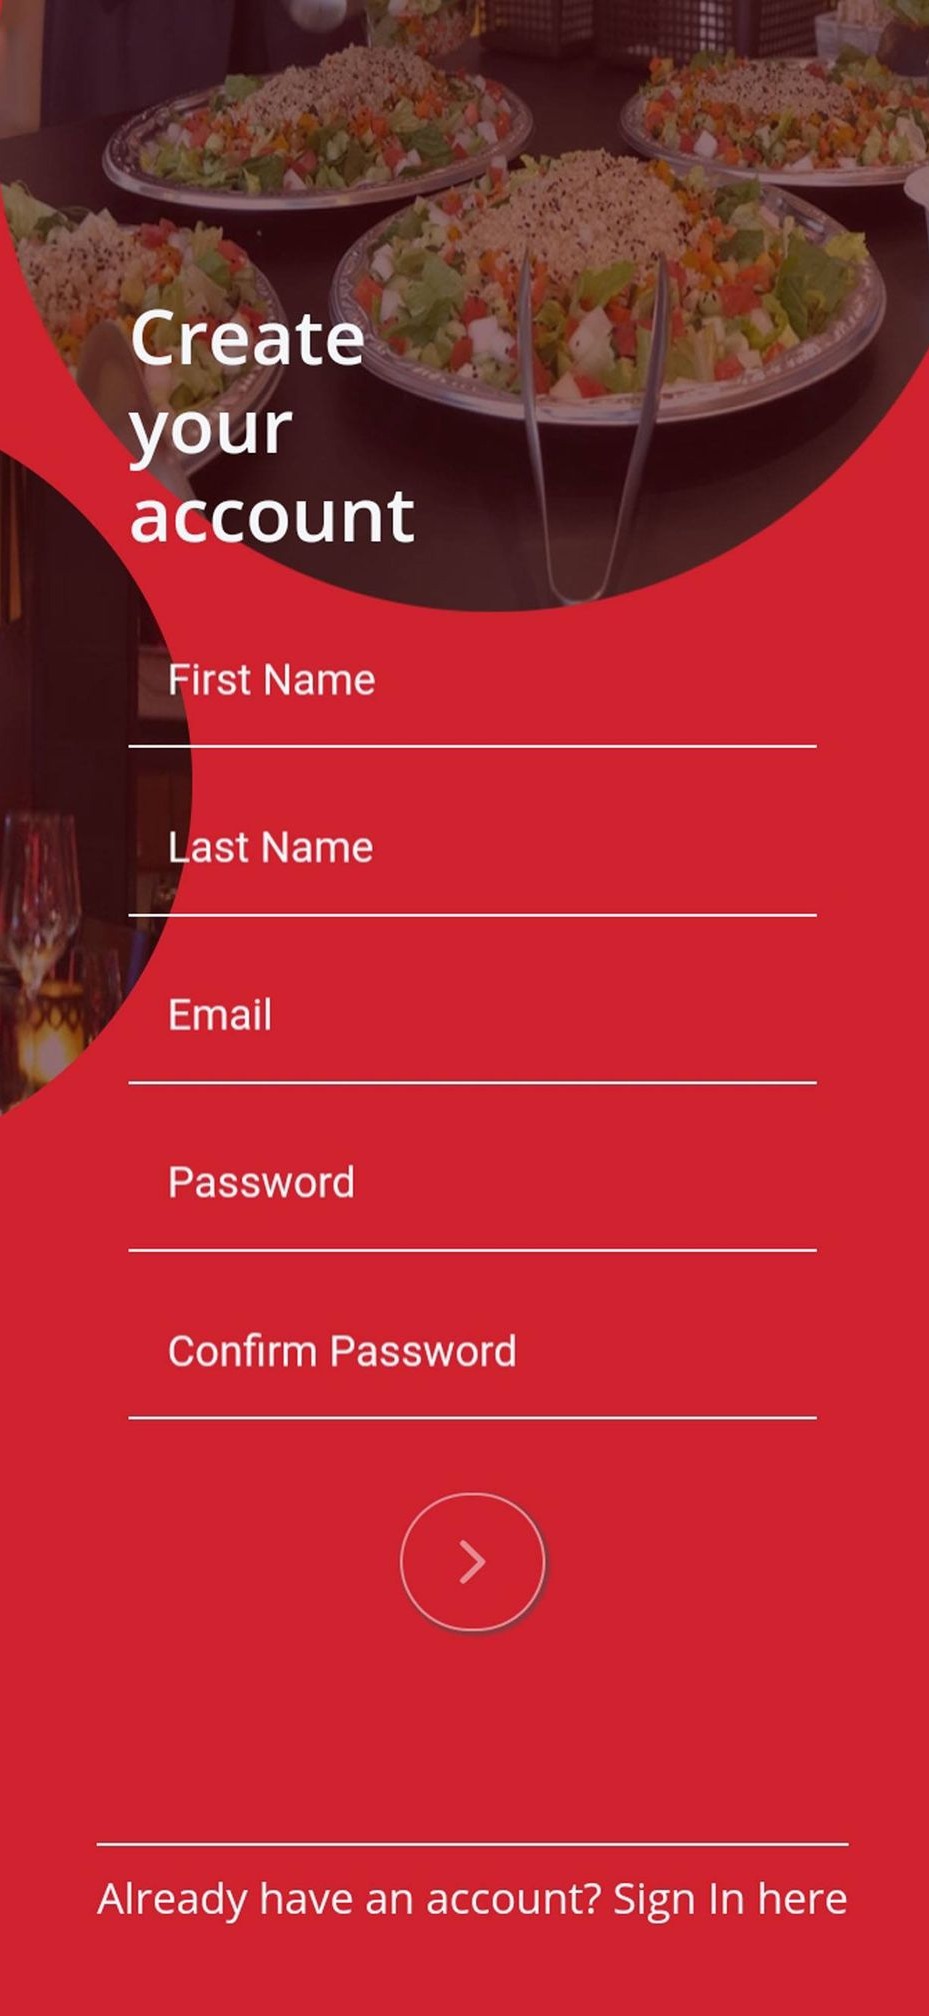 Create
your
account
First Name
Last Name
Email
Password
Confirm Password
Already have an account? Sign In here